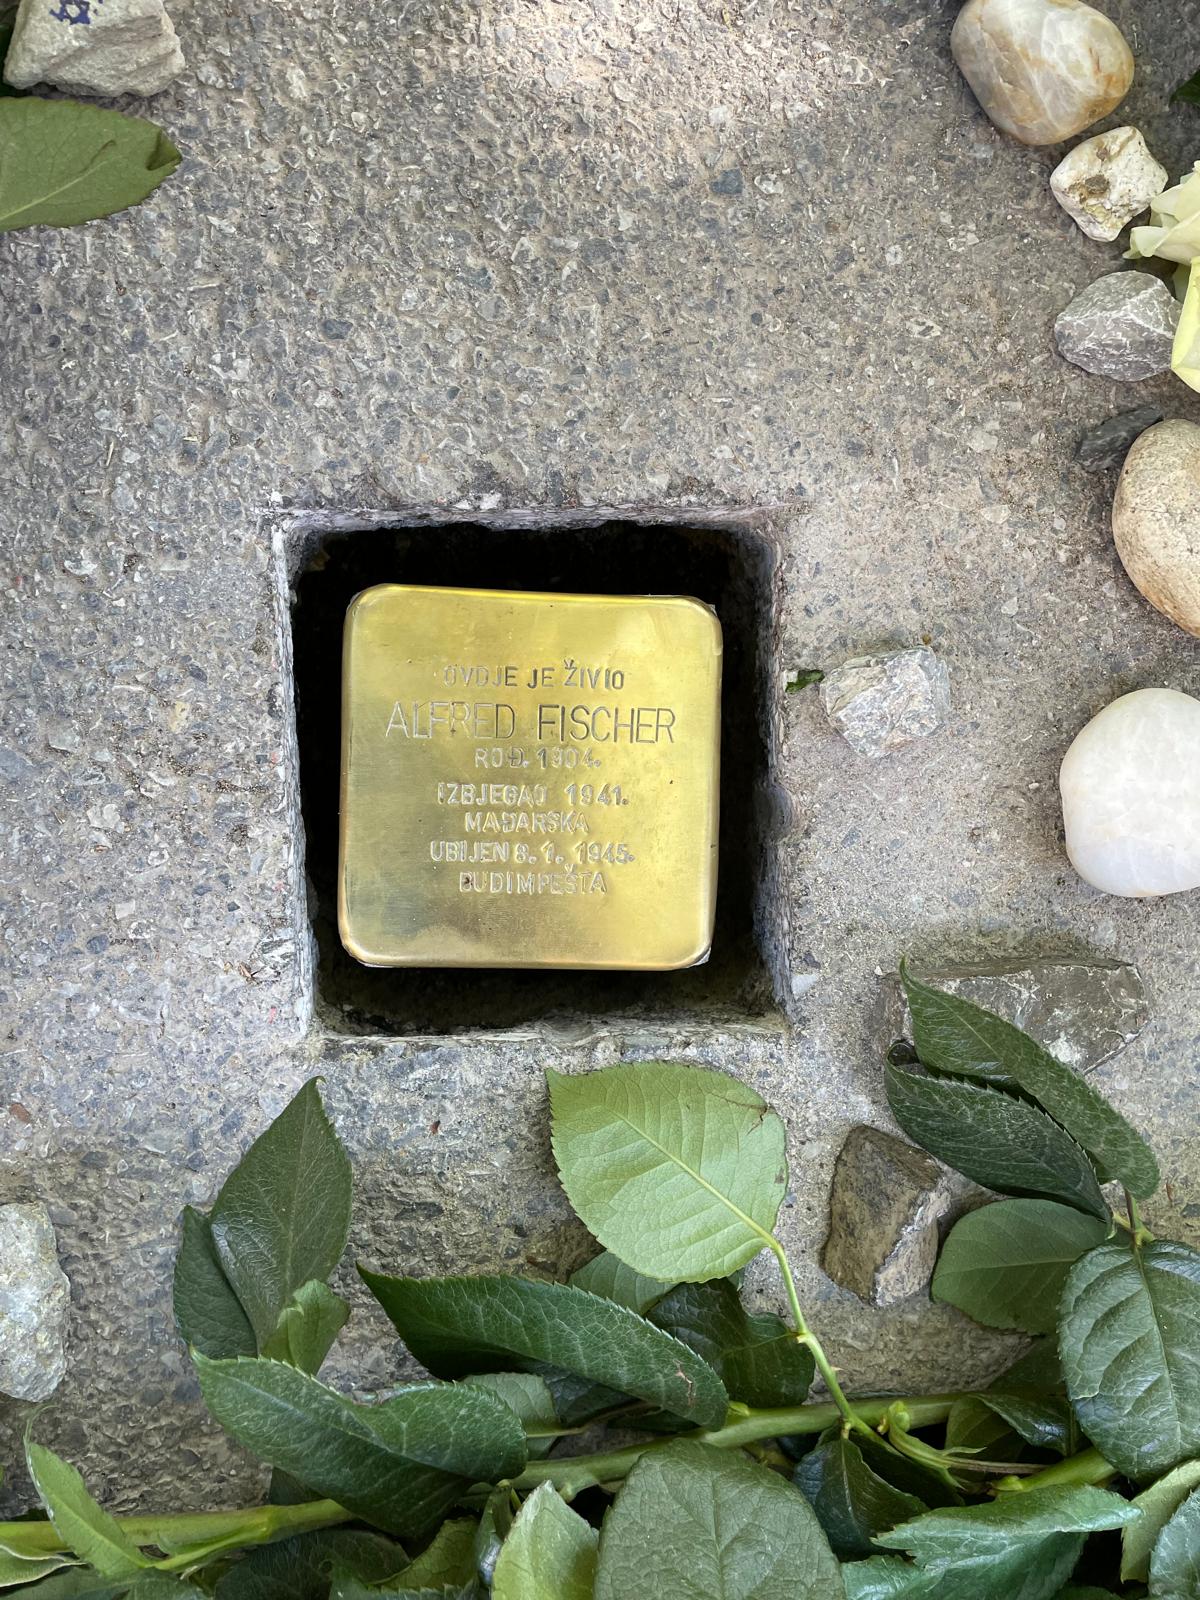 OVDJE JE ŽIVIO
ALFRED FISCHER
ROĐ. 1904.
IZBJEGAO 1941.
MAĐARSKA
UBIJEN 8. 1. 1945.
BUDIMPEŠTA